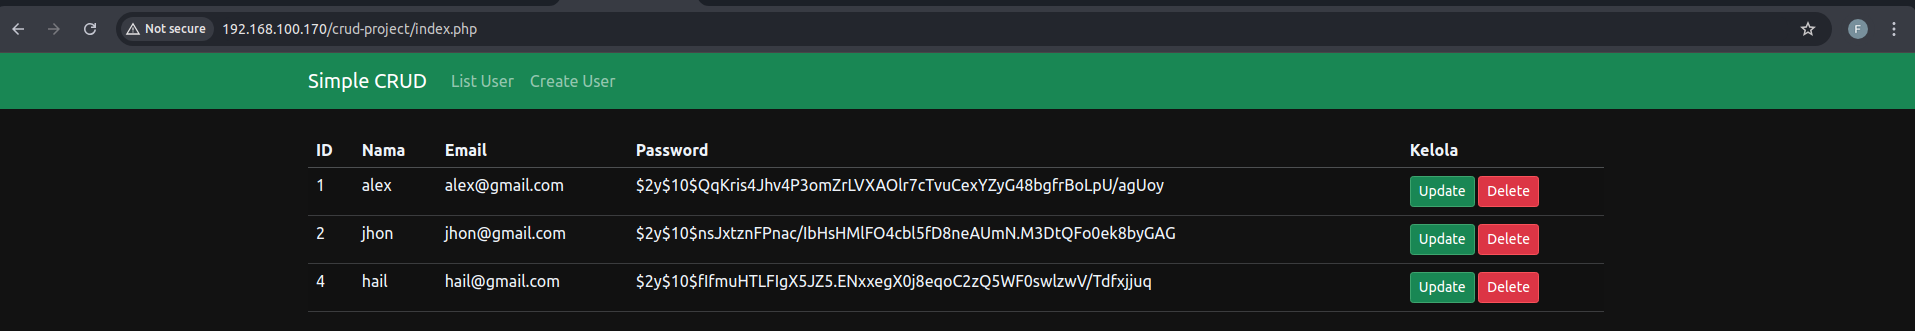 Not secure 192.168.100.170/crud-project/index.php F
Simple CRUD List User Create User
ID Nama Email Password Kelola
1 alex alex@gmail.com $2y$10$QqKris4Jhv4P3omZrLVXAOlr7cTvuCexYZyG48bgfrBoLpU/agUoy Update Delete
2 jhon jhon@gmail.com $2y$10$nsJxtznFPnac/IbHsHMlFO4cbl5fD8neAUmN.M3DtQFo0ek8byGAG Update Delete
4 hail hail@gmail.com $2y$10$fIfmuHTLFIgX5JZ5.ENxxegX0j8eqoC2zQ5WF0swlzwV/Tdfxjjuq Update Delete